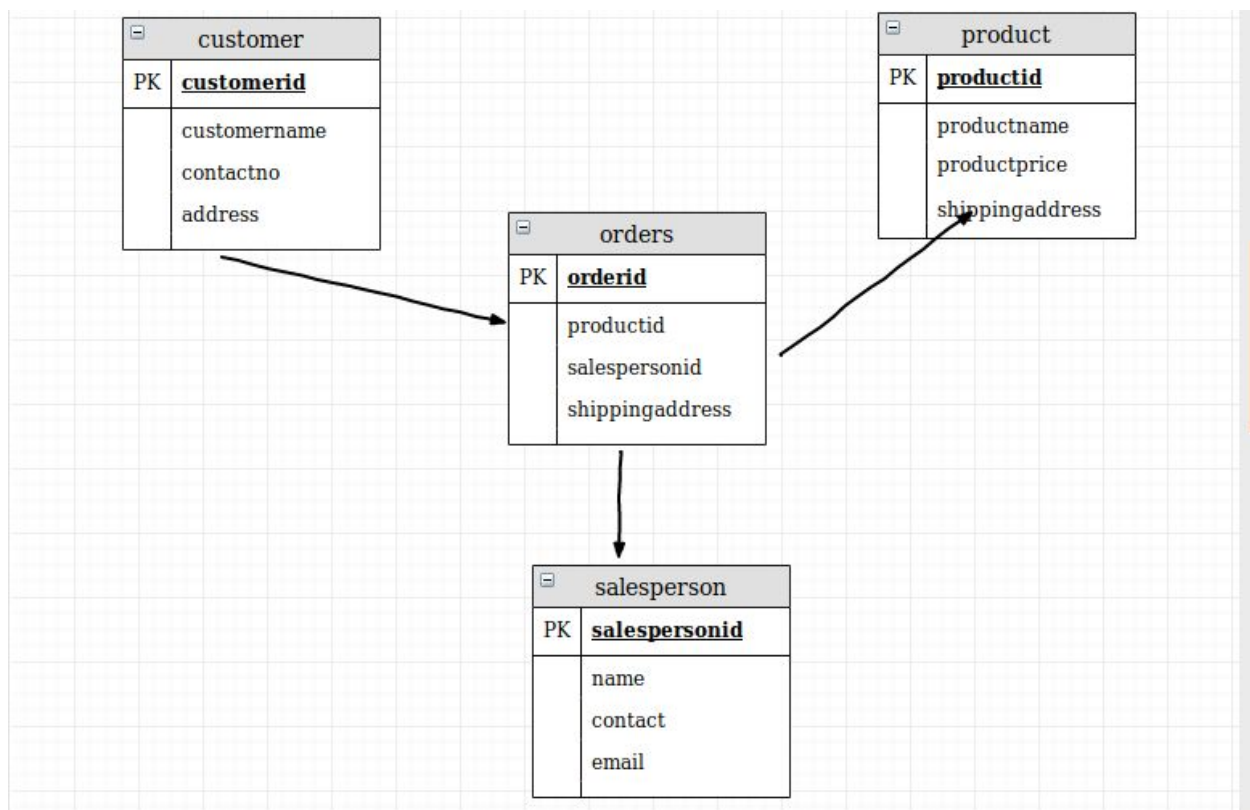 customer
PK customerid
customername
contactno
address
product
PK productid
productname
productprice
shippingaddress
orders
PK orderid
productid
salespersonid
shippingaddress
salesperson
PK salespersonid
name
contact
email